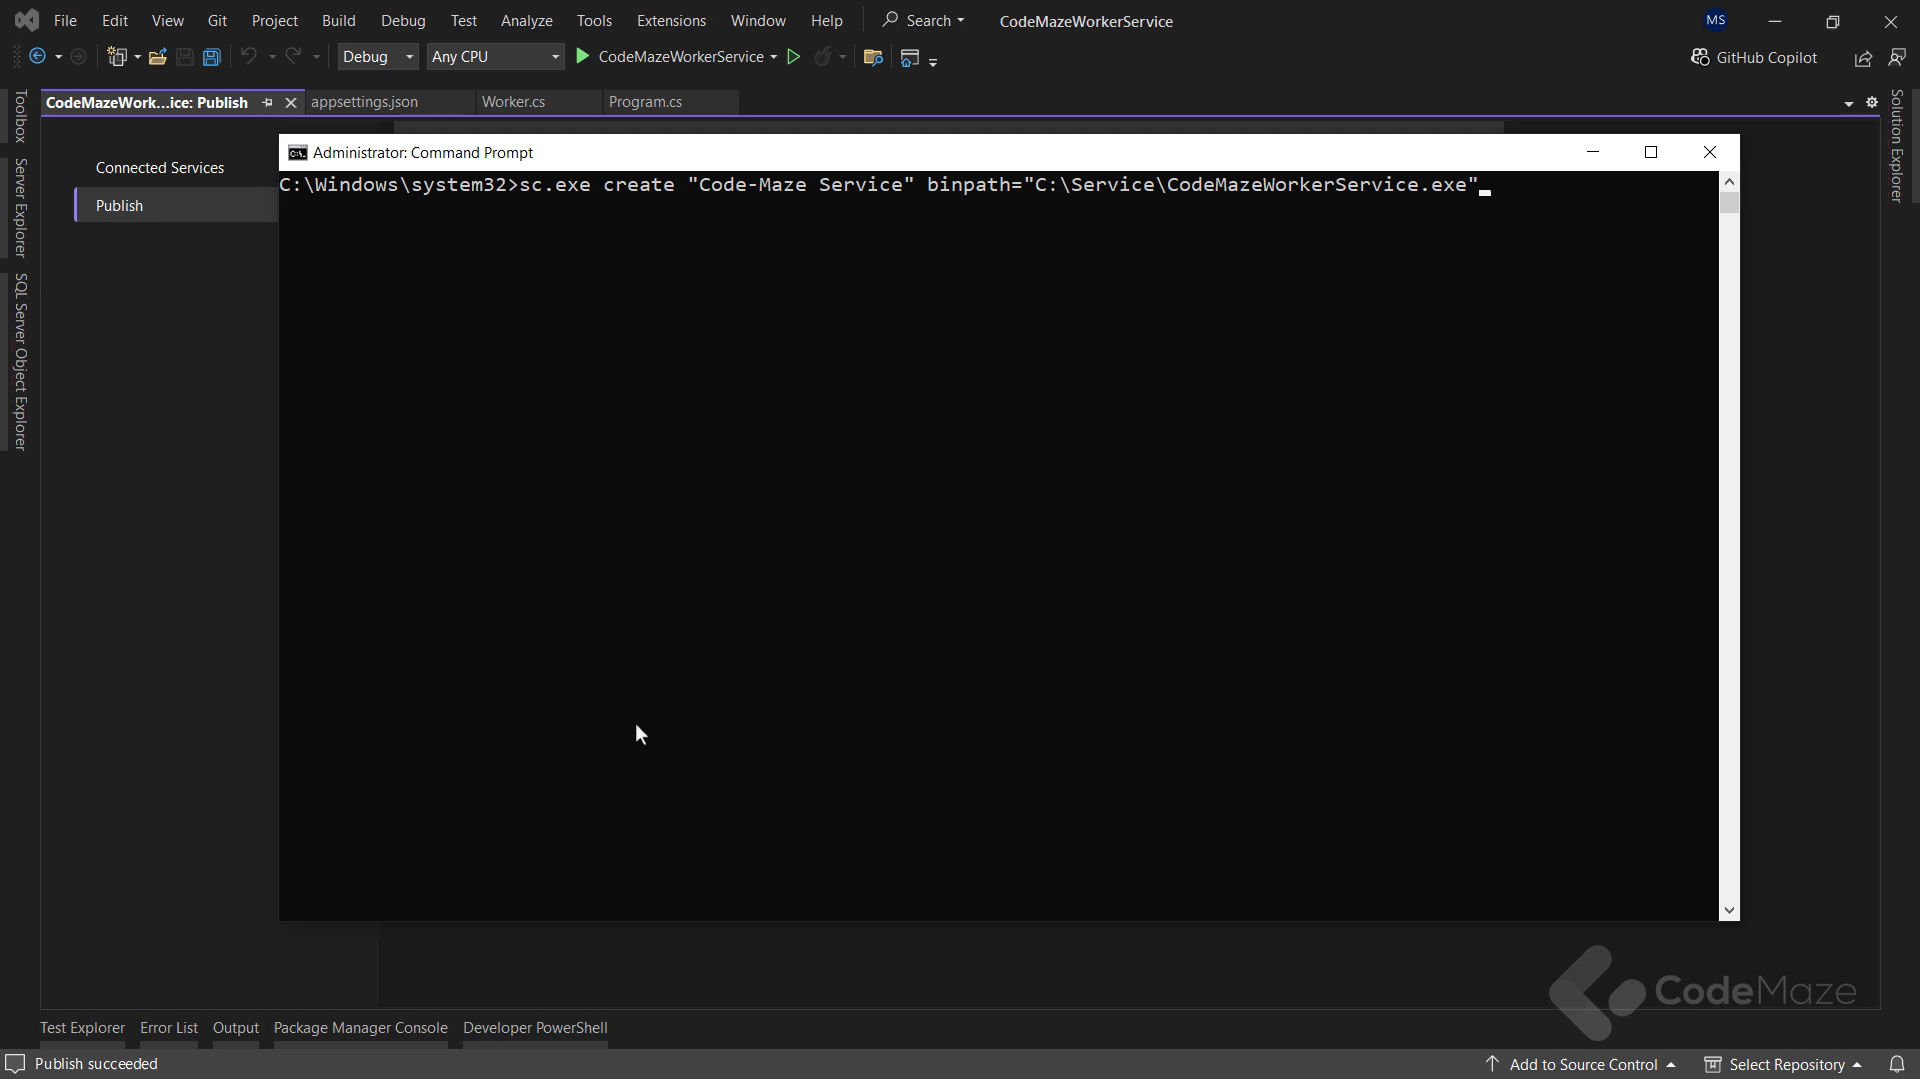 File Edit View Git Project Build Debug Test Analyze Tools Extensions Window Help Search CodeMazeWorkerService MS
Debug Any CPU CodeMazeWorkerService GitHub Copilot
CodeMazeWork...ice: Publish appsettings.json Worker.cs Program.cs
Toolbox
Server Explorer
SQL Server Object Explorer
Solution Explorer
Connected Services
Publish
Administrator: Command Prompt
C:\Windows\system32>sc.exe create "Code-Maze Service" binpath="C:\Service\CodeMazeWorkerService.exe"
CodeMaze
Test Explorer Error List Output Package Manager Console Developer PowerShell
Publish succeeded Add to Source Control Select Repository